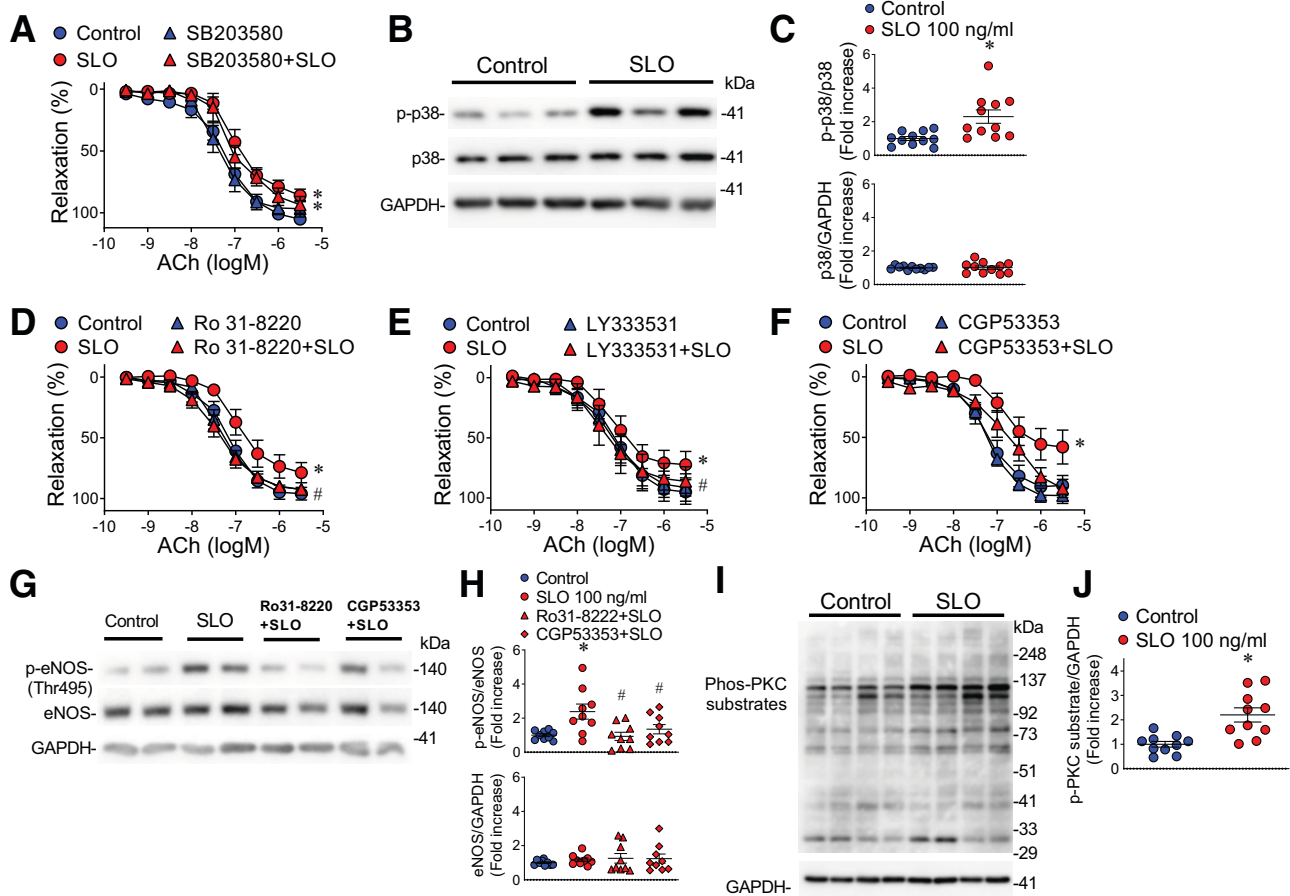 A
Control
SB203580
SLO
SB203580+SLO
Relaxation (%)
0
50
100
-10 -9 -8 -7 -6 -5
ACh (logM)
*
*
B
Control SLO
kDa
p-p38- -41
p38- -41
-41
GAPDH-
C
Control
SLO 100 ng/ml
*
p-p38/p38
(Fold increase)
6
4
2
0
p38/GAPDH
(Fold increase)
6
4
2
0
D
Control
Ro 31-8220
SLO
Ro 31-8220+SLO
Relaxation (%)
0
50
100
-10 -9 -8 -7 -6 -5
ACh (logM)
*
#
E
Control
LY333531
SLO
LY333531+SLO
Relaxation (%)
0
50
100
-10 -9 -8 -7 -6 -5
ACh (logM)
*
#
F
Control
CGP53353
SLO
CGP53353+SLO
Relaxation (%)
0
50
100
-10 -9 -8 -7 -6 -5
ACh (logM)
*
G
Control SLO Ro31-8220 CGP53353
+SLO +SLO
kDa
p-eNOS- -140
(Thr495)
eNOS- -140
-41
GAPDH-
H
Control
SLO 100 ng/ml
Ro31-8222+SLO
CGP53353+SLO
p-eNOS/eNOS
(Fold increase)
6
4
2
0
*
#
#
eNOS/GAPDH
(Fold increase)
6
4
2
0
I
Control SLO
kDa
-248
Phos-PKC
substrates
-137
-92
-73
-51
-41
-33
-29
GAPDH- -41
J
Control
SLO 100 ng/ml
p-PKC substrate/GAPDH
(Fold increase)
4
3
2
1
0
*